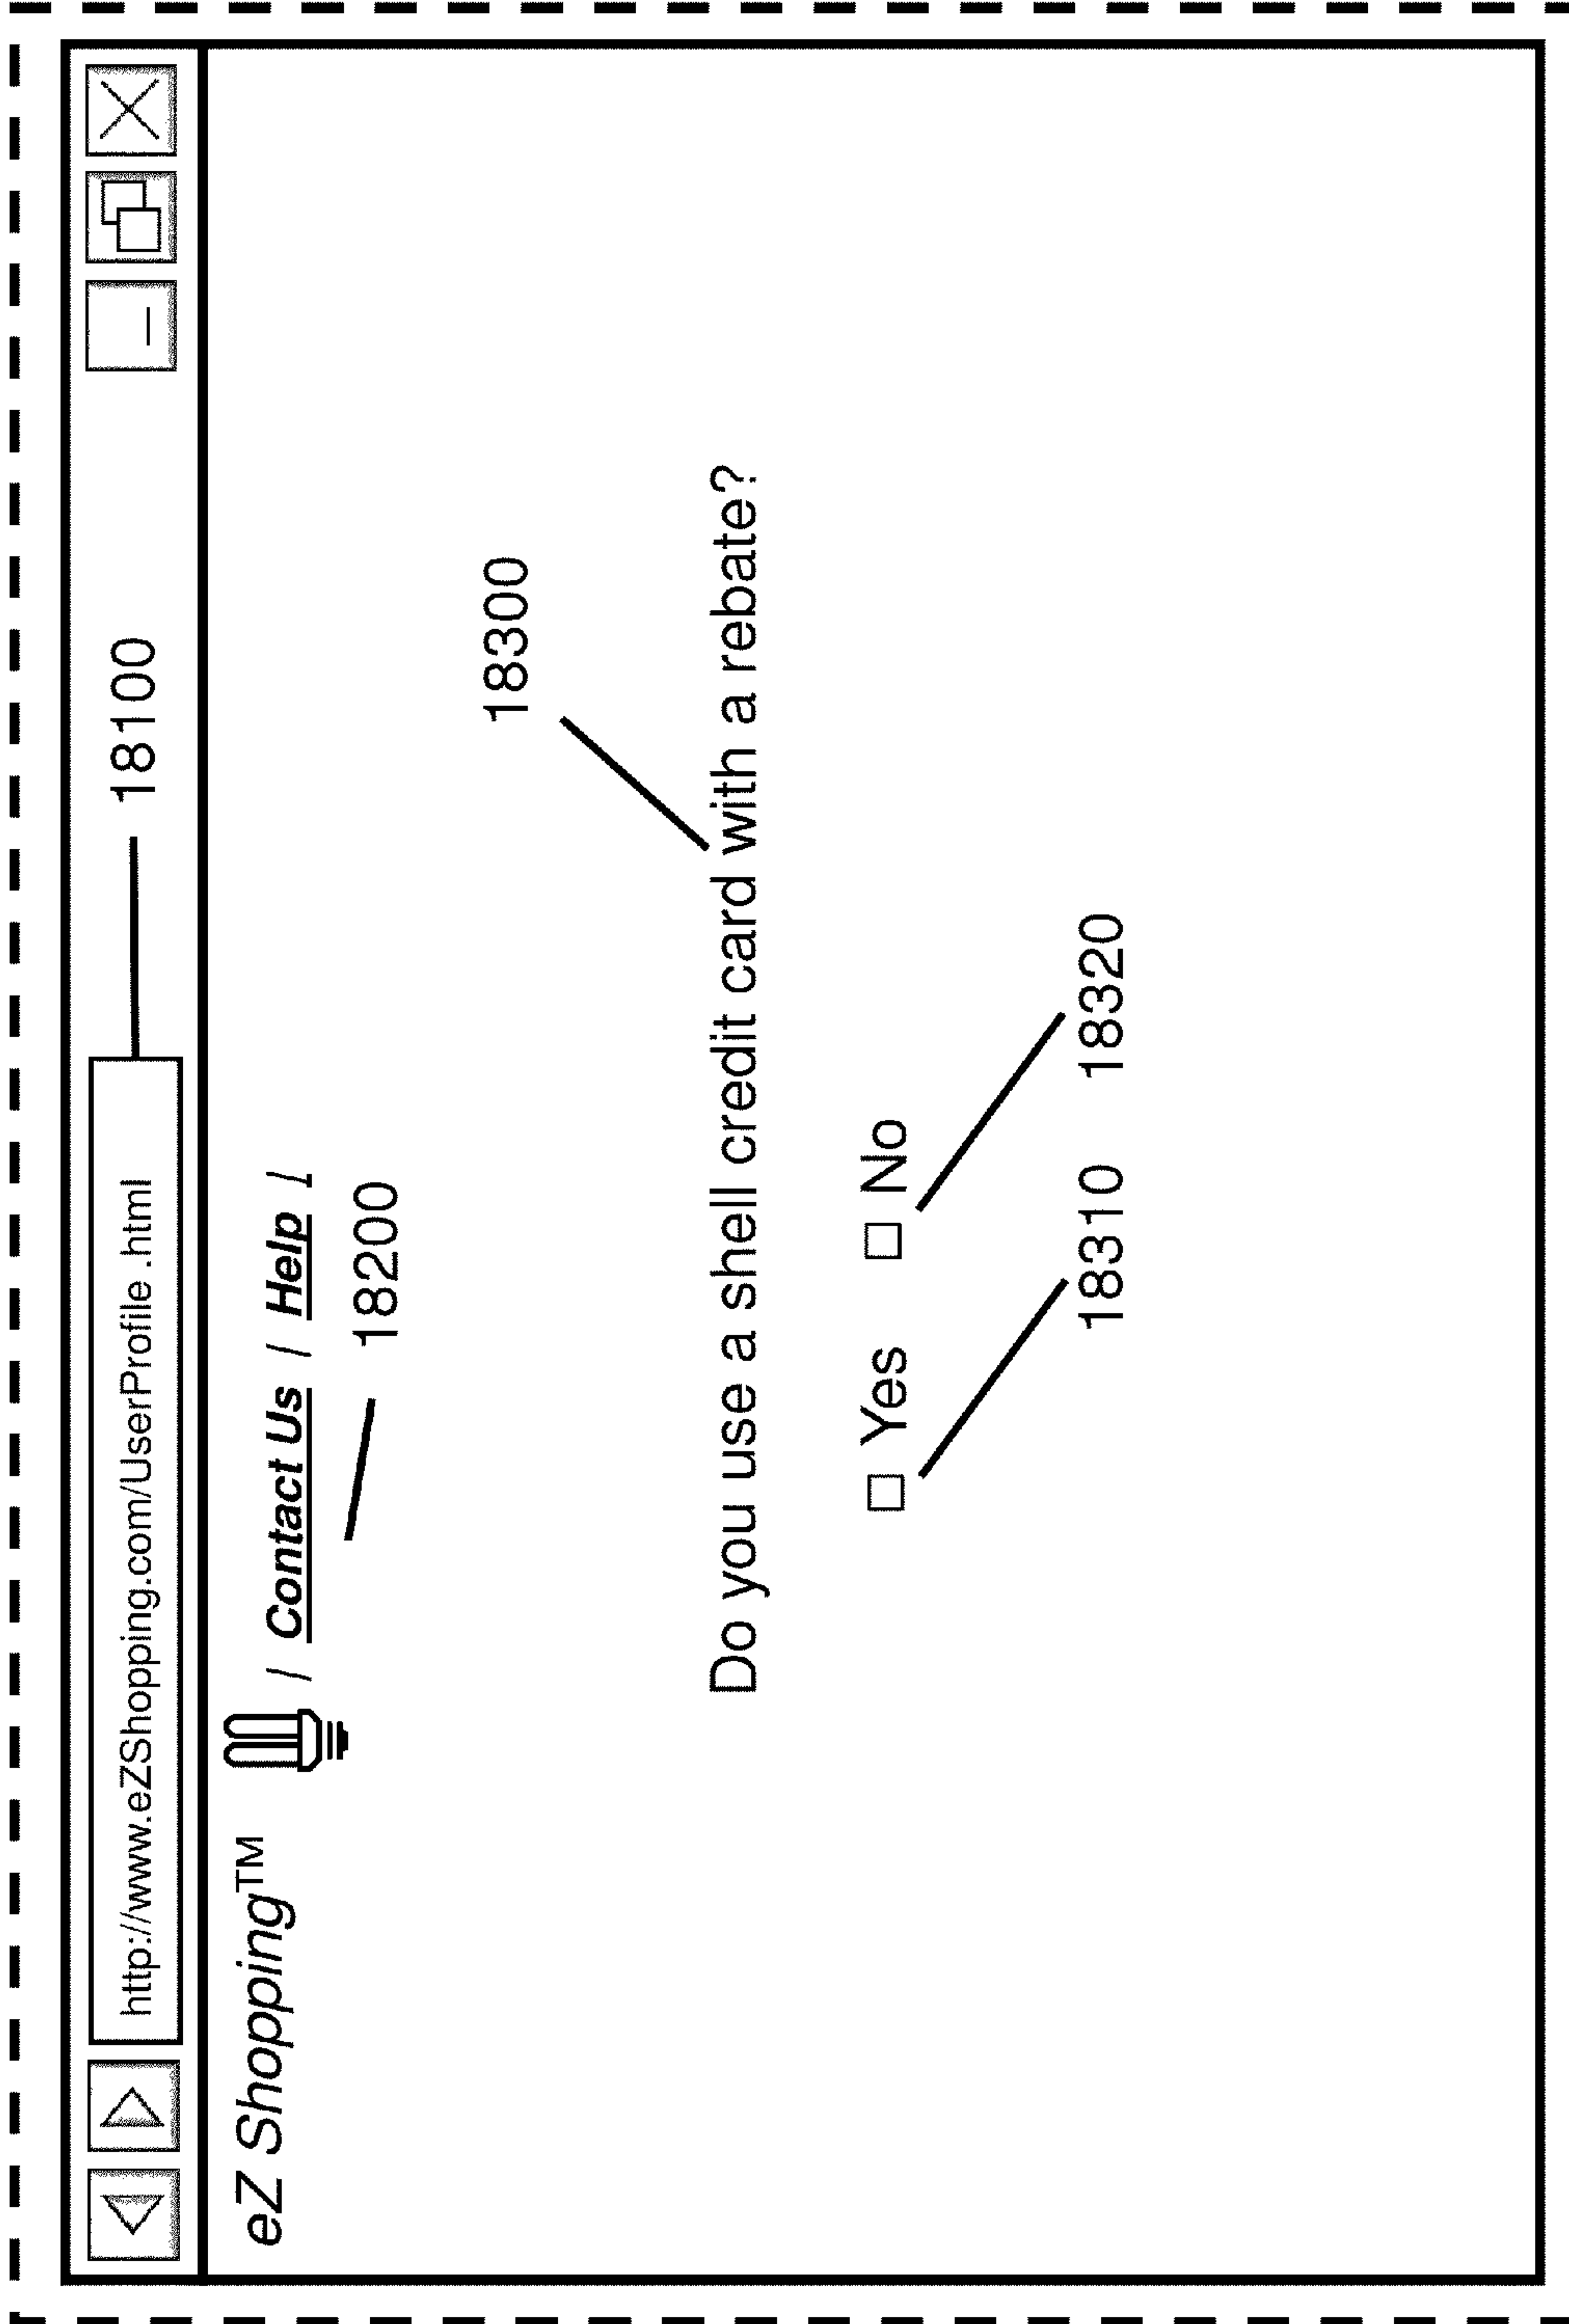 http://www.eZShopping.com/UserProfile .html 18100
eZ Shopping™ / Contact Us / Help /
18200
18300
Do you use a shell credit card with a rebate?
□ Yes □ No
18310 18320